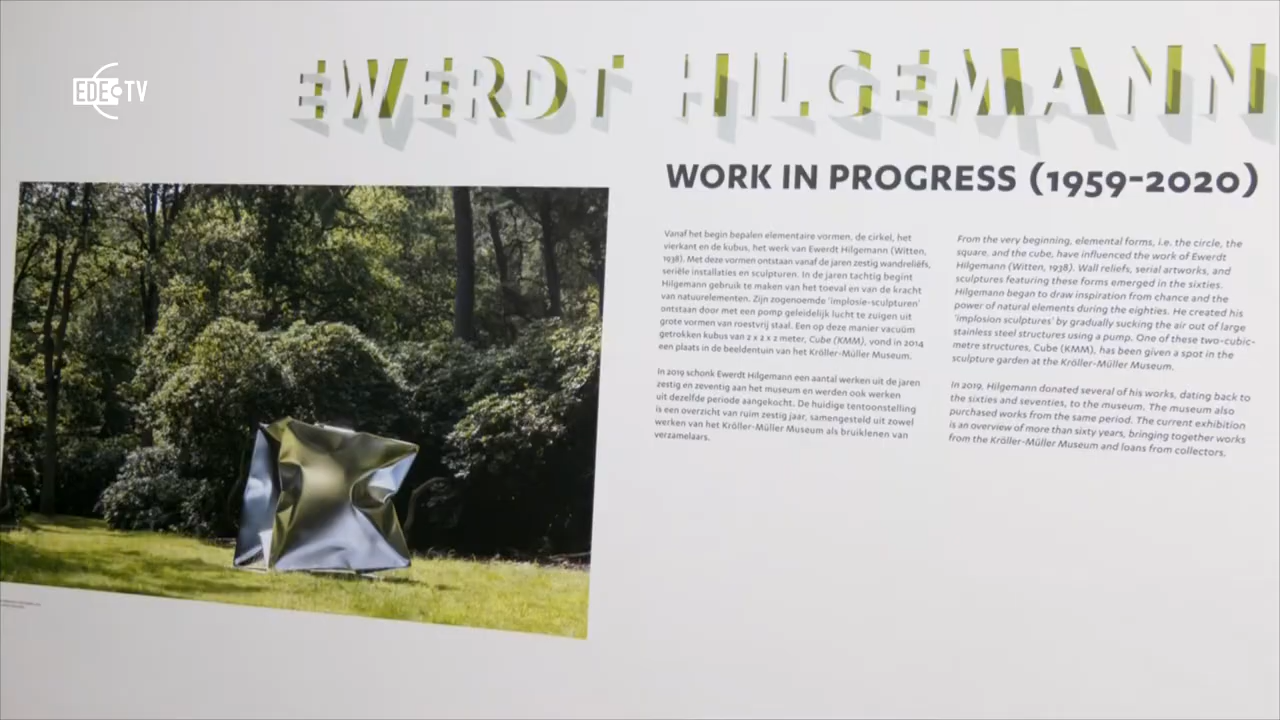 EDE TV
EWERDT HILGEMANN
WORK IN PROGRESS (1959-2020)
Vanaf het begin bepalen elementaire vormen, de cirkel, het
vierkant en de kubus, het werk van Ewerdt Hilgemann (Witten,
1938). Met deze vormen ontstaan vanaf de jaren zestig wandreliëfs,
seriële installaties en sculpturen. In de jaren tachtig begint
Hilgemann gebruik te maken van het toeval en van de kracht
van natuurelementen. Zijn zogenoemde 'implosie-sculpturen'
ontstaan door met een pomp geleidelijk lucht te zuigen uit
grote vormen van roestvrij staal. Een op deze manier vacuüm
getrokken kubus van 2 x 2 x 2 meter, Cube (KMM), vond in 2014
een plaats in de beeldentuin van het Kröller-Müller Museum.
In 2019 schonk Ewerdt Hilgemann een aantal werken uit de jaren
zestig en zeventig aan het museum en werden ook werken
uit dezelfde periode aangekocht. De huidige tentoonstelling
is een overzicht van ruim zestig jaar, samengesteld uit zowel
werken van het Kröller-Müller Museum als bruiklenen van
verzamelaars.
From the very beginning, elemental forms, i.e. the circle, the
square, and the cube, have influenced the work of Ewerdt
Hilgemann (Witten, 1938). Wall reliefs, serial artworks, and
sculptures featuring these forms emerged in the sixties.
Hilgemann began to draw inspiration from chance and the
power of natural elements during the eighties. He created his
'implosion sculptures' by gradually sucking the air out of large
stainless steel structures using a pump. One of these two-cubic-
metre structures, Cube (KMM), has been given a spot in the
sculpture garden at the Kröller-Müller Museum.
In 2019, Hilgemann donated several of his works, dating back to
the sixties and seventies, to the museum. The museum also
purchased works from the same period. The current exhibition
is an overview of more than sixty years, bringing together works
from the Kröller-Müller Museum and loans from collectors.